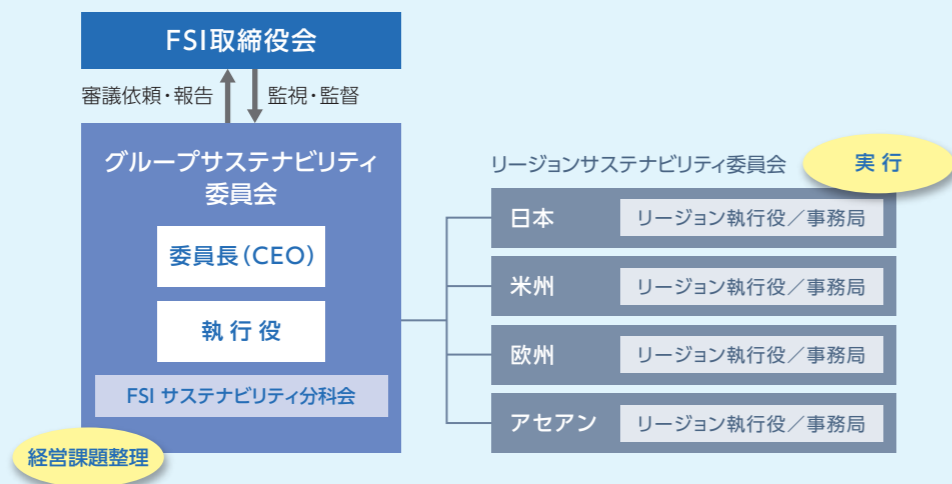 FSI取締役会
審議依頼・報告
監視・監督
グループサステナビリティ
委員会
委員長(CEO)
執行役
FSI サステナビリティ分科会
経営課題整理
リージョンサステナビリティ委員会
実行
日本
リージョン執行役／事務局
米州
リージョン執行役／事務局
欧州
リージョン執行役／事務局
アセアン
リージョン執行役／事務局